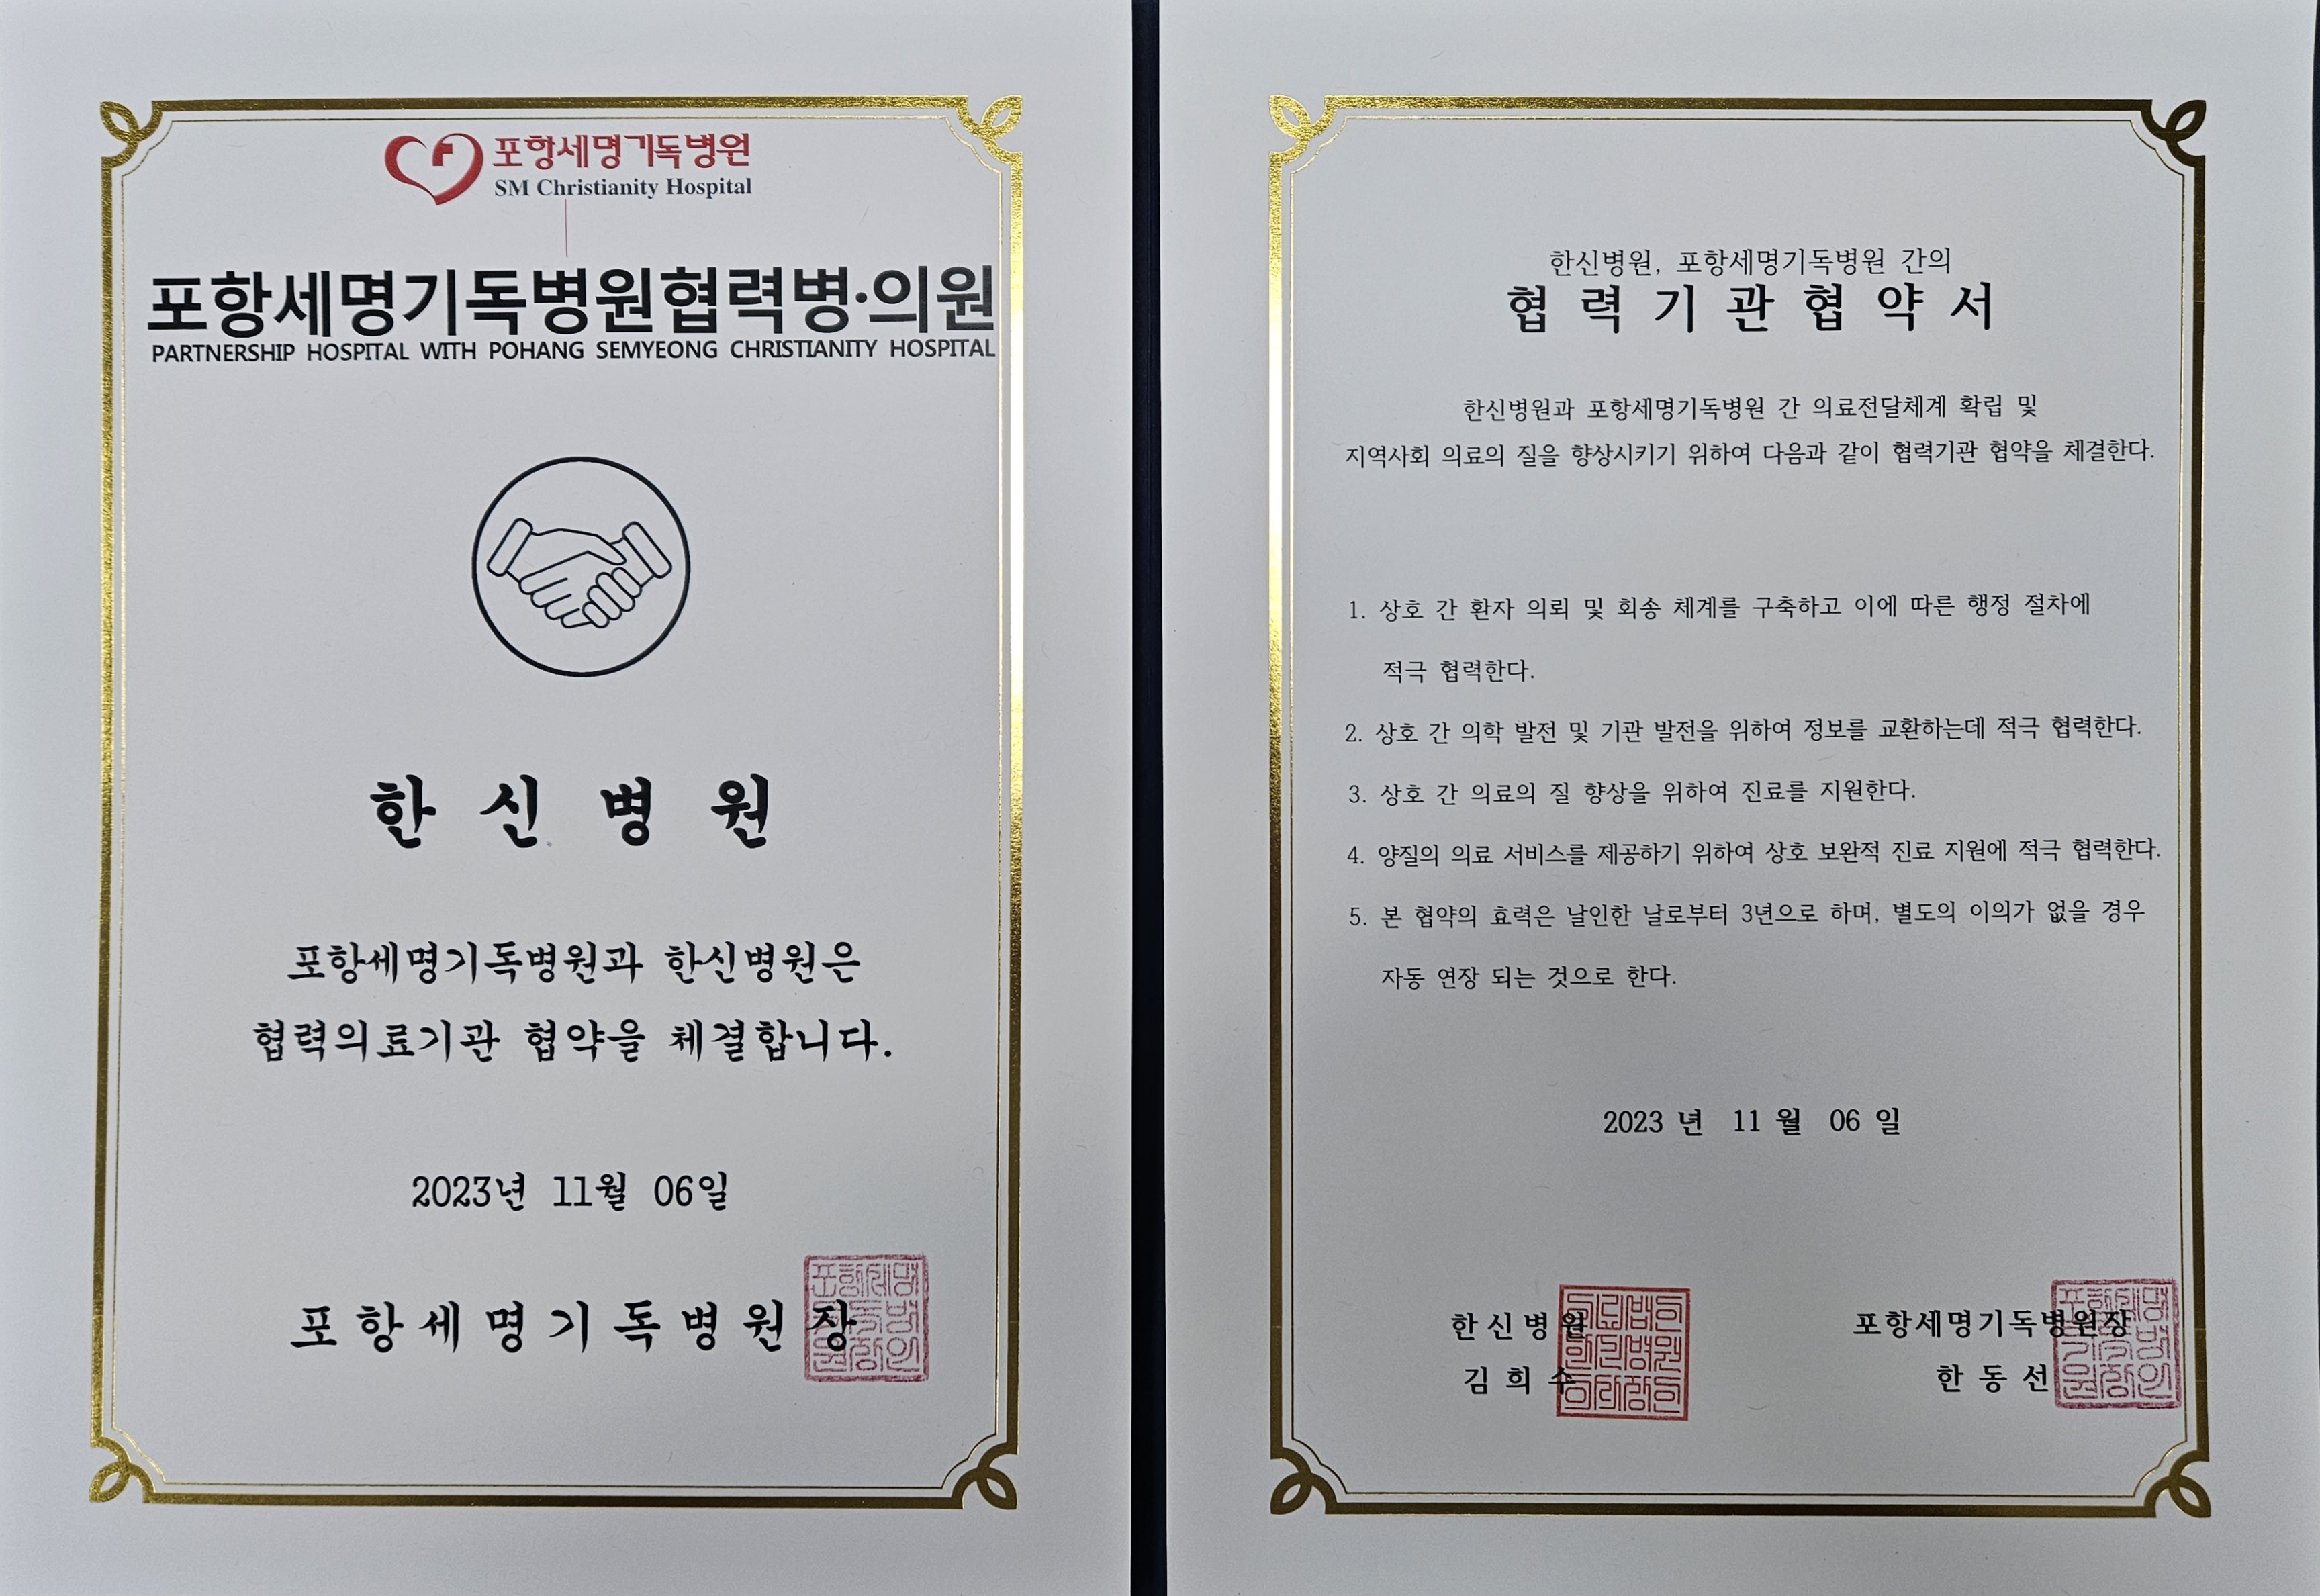 포항세명기독병원
SM Christianity Hospital
포항세명기독병원협력병·의원
PARTNERSHIP HOSPITAL WITH POHANG SEMYEONG CHRISTIANITY HOSPITAL
한신병원
포항세명기독병원과 한신병원은
협력의료기관 협약을 체결합니다.
2023년 11월 06일
포항세명기독병원장
한신병원, 포항세명기독병원 간의
협력기관협약서
한신병원과 포항세명기독병원 간 의료전달체계 확립 및
지역사회 의료의 질을 향상시키기 위하여 다음과 같이 협력기관 협약을 체결한다.
1. 상호 간 환자 의뢰 및 회송 체계를 구축하고 이에 따른 행정 절차에
적극 협력한다.
2. 상호 간 의학 발전 및 기관 발전을 위하여 정보를 교환하는데 적극 협력한다.
3. 상호 간 의료의 질 향상을 위하여 진료를 지원한다.
4. 양질의 의료 서비스를 제공하기 위하여 상호 보완적 진료 지원에 적극 협력한다.
5. 본 협약의 효력은 날인한 날로부터 3년으로 하며, 별도의 이의가 없을 경우
자동 연장 되는 것으로 한다.
2023 년 11 월 06 일
한신병원
김희수
포항세명기독병원장
한동선